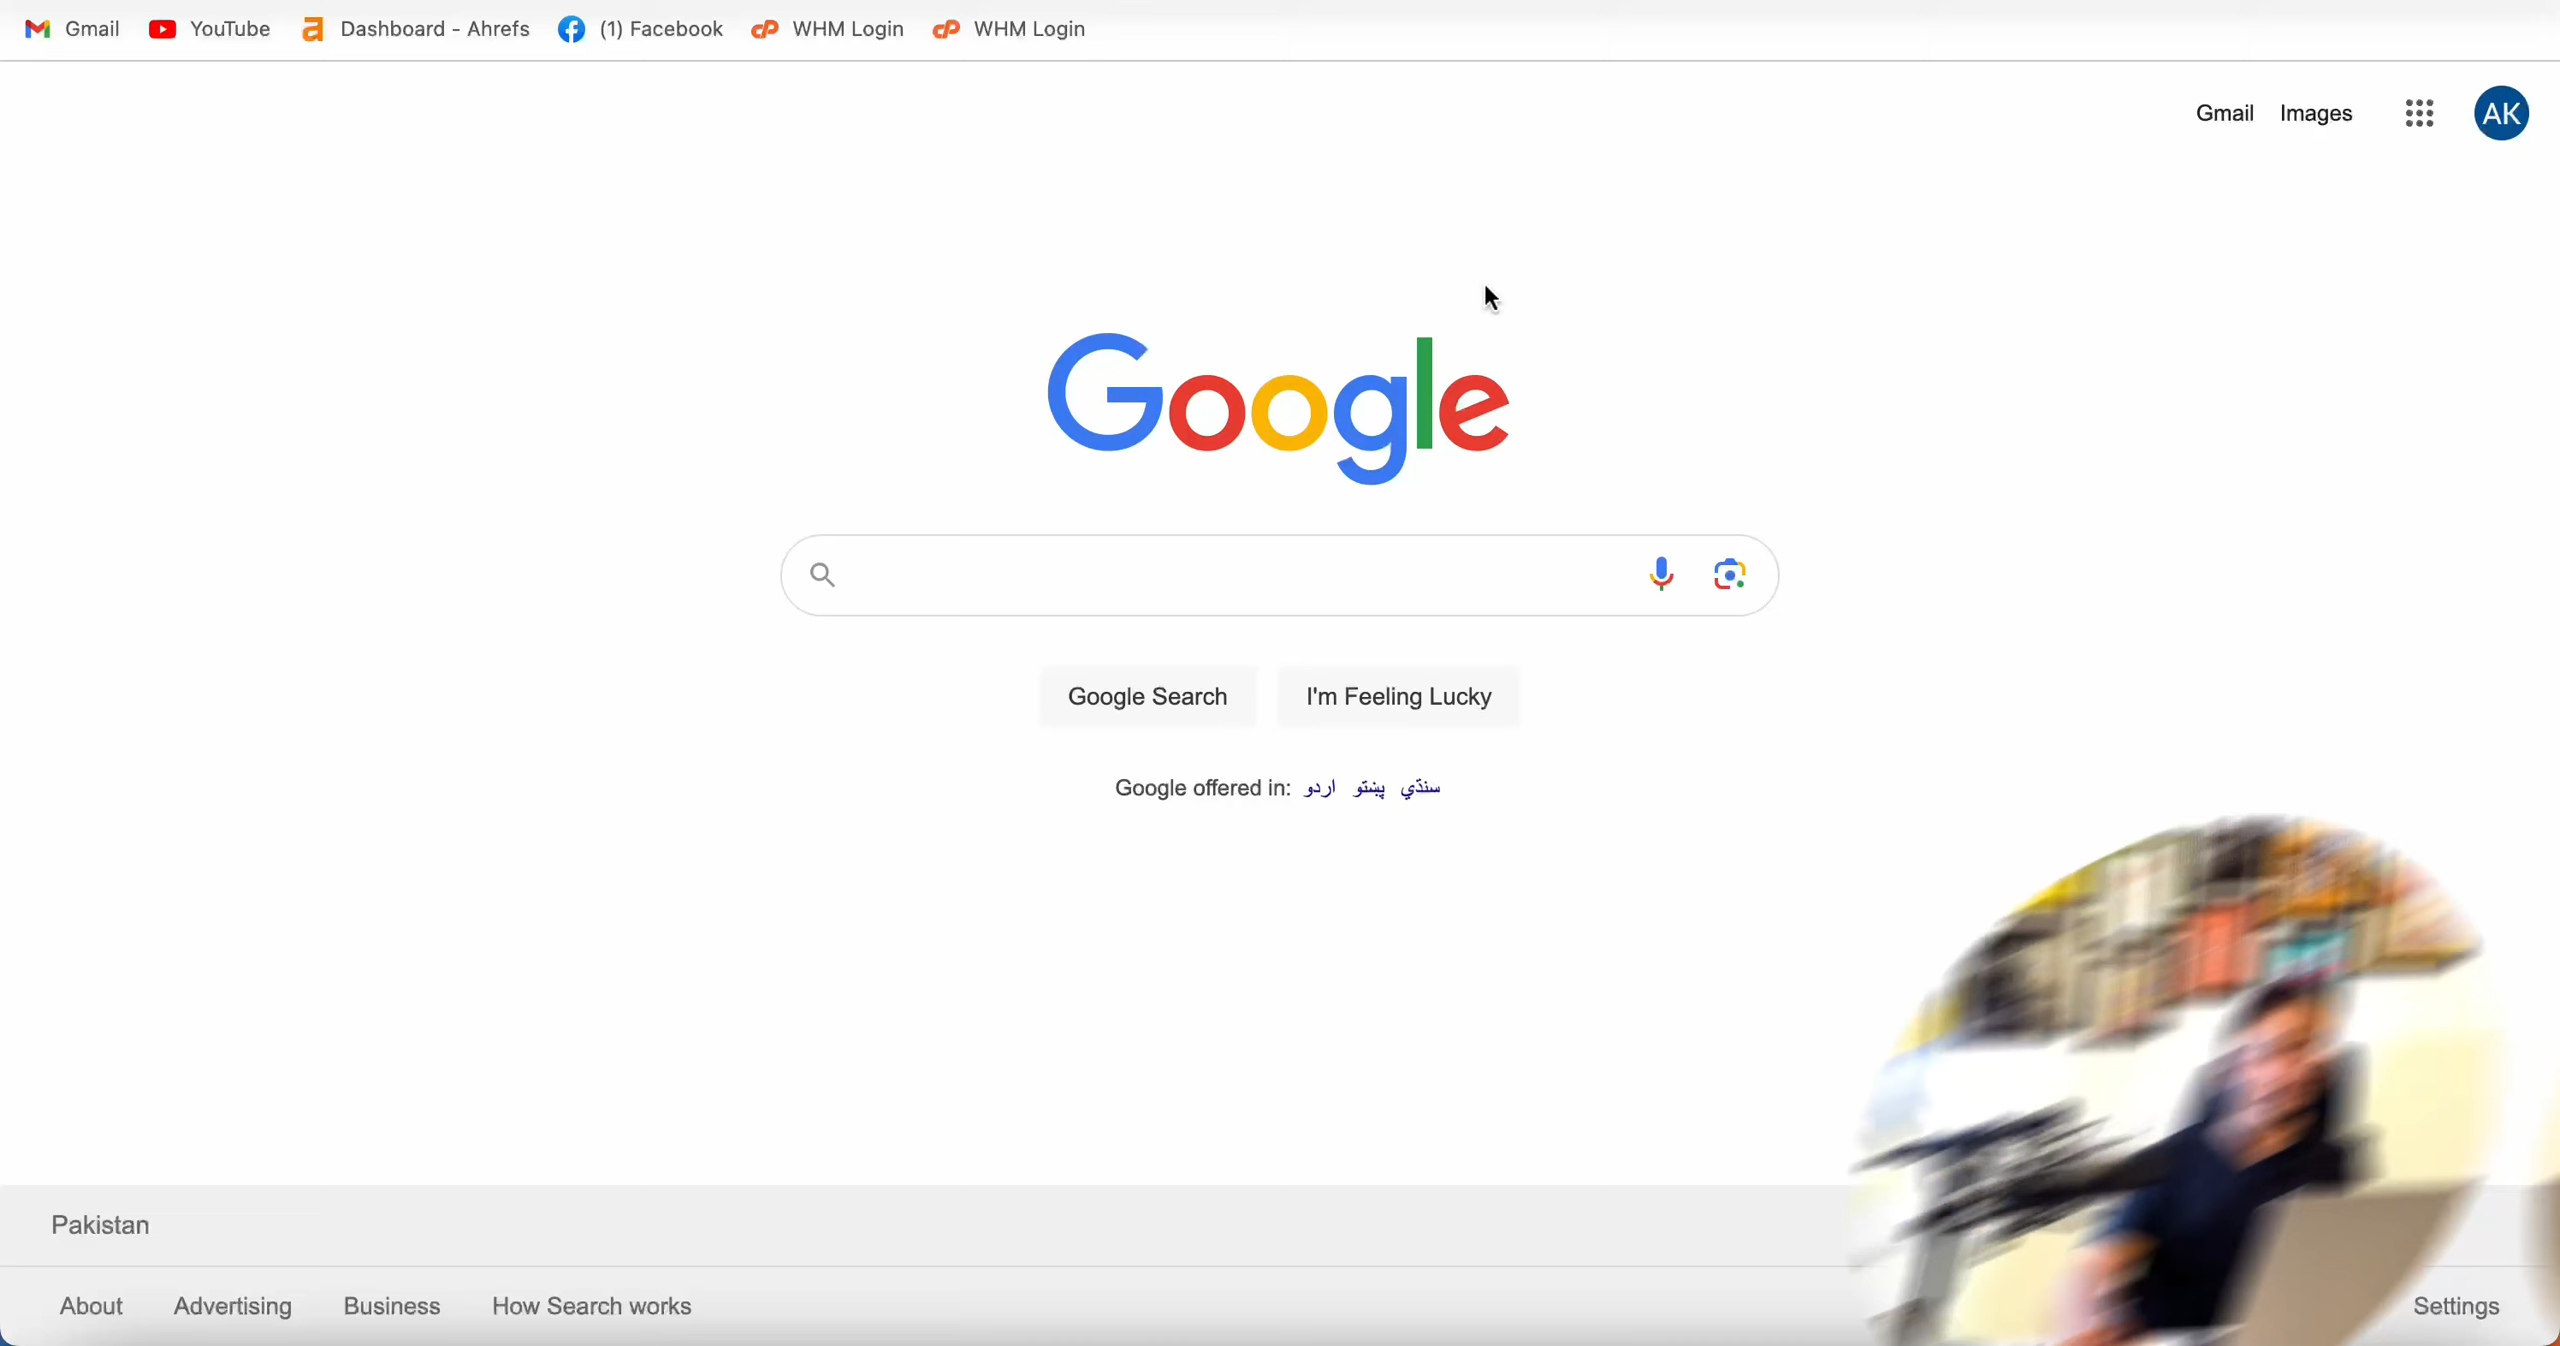 Gmail YouTube Dashboard - Ahrefs (1) Facebook WHM Login WHM Login
Gmail Images AK
Google
Google Search I'm Feeling Lucky
Google offered in: اردو پښتو سنڌي
Pakistan
About Advertising Business How Search works Settings